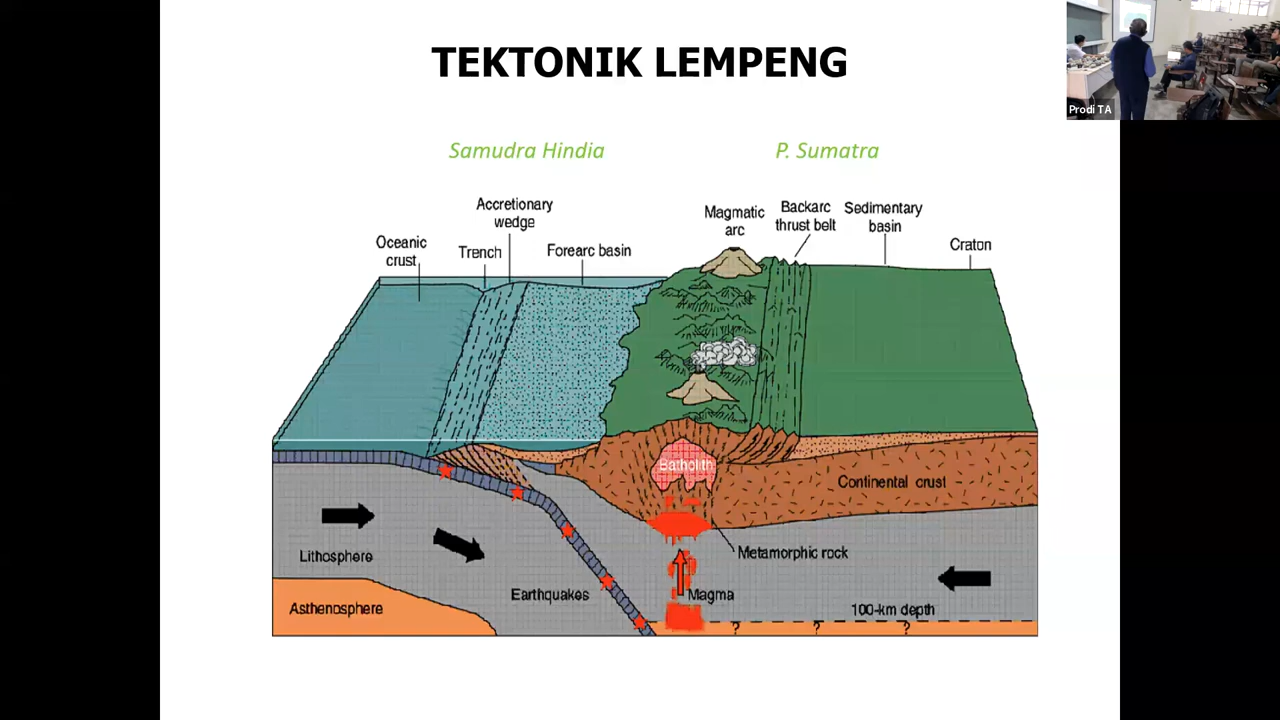 TEKTONIK LEMPENG
Prodi TA
Samudra Hindia
P. Sumatra
Oceanic
crust
Trench
Accretionary
wedge
Forearc basin
Magmatic
arc
Backarc
thrust belt
Sedimentary
basin
Craton
Batholith
Continental crust
Metamorphic rock
Lithosphere
Earthquakes
Magma
Asthenosphere
100-km depth
? ? ?